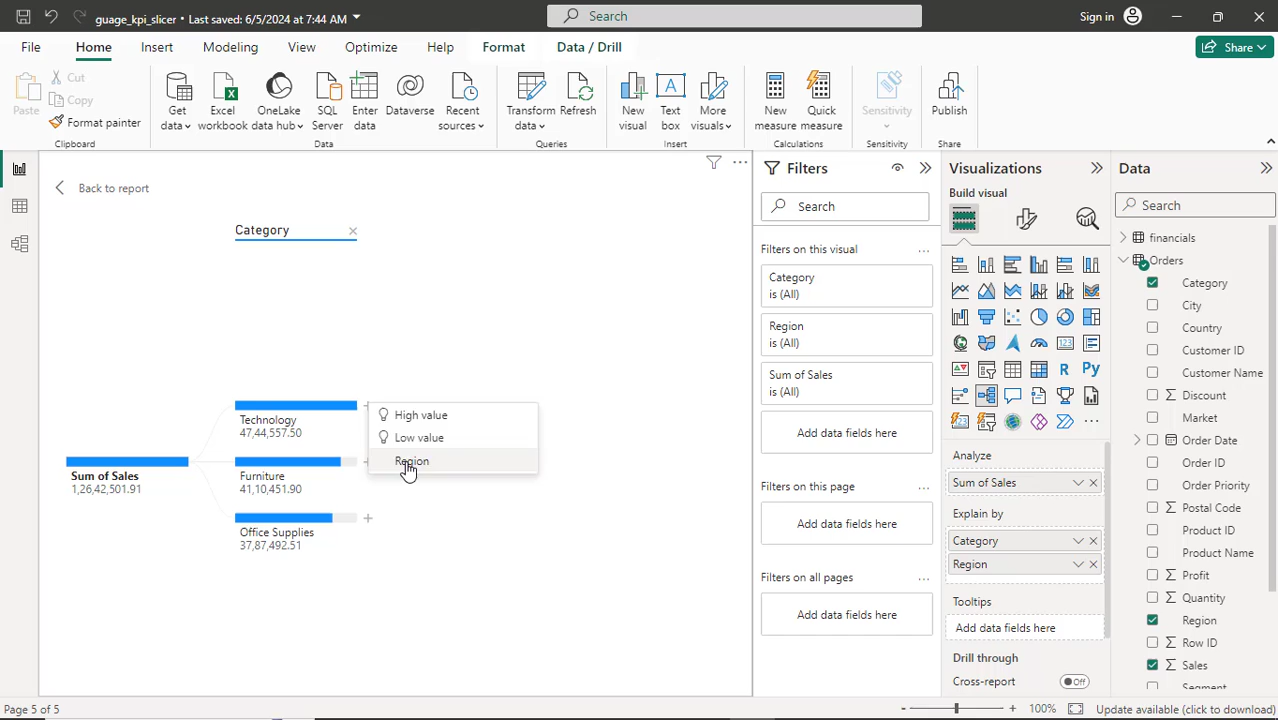 guage_kpi_slicer • Last saved: 6/5/2024 at 7:44 AM
Search
Sign in
File
Home
Insert
Modeling
View
Optimize
Help
Format
Data / Drill
Share
Paste
Cut
Copy
Format painter
Clipboard
Get data
Excel workbook
OneLake data hub
SQL Server
Enter data
Dataverse
Recent sources
Data
Transform data
Refresh
Queries
New visual
Text box
More visuals
Insert
New measure
Quick measure
Calculations
Sensitivity
Sensitivity
Publish
Share
Back to report
Category
Sum of Sales
1,26,42,501.91
Technology
47,44,557.50
Furniture
41,10,451.90
Office Supplies
37,87,492.51
High value
Low value
Region
Filters
Search
Filters on this visual
Category
is (All)
Region
is (All)
Sum of Sales
is (All)
Add data fields here
Filters on this page
Add data fields here
Filters on all pages
Add data fields here
Visualizations
Build visual
R
Py
Analyze
Sum of Sales
Explain by
Category
Region
Tooltips
Add data fields here
Drill through
Cross-report
Off
Data
Search
financials
Orders
Category
City
Country
Customer ID
Customer Name
Discount
Market
Order Date
Order ID
Order Priority
Postal Code
Product ID
Product Name
Profit
Quantity
Region
Row ID
Sales
Segment
Page 5 of 5
100%
Update available (click to download)